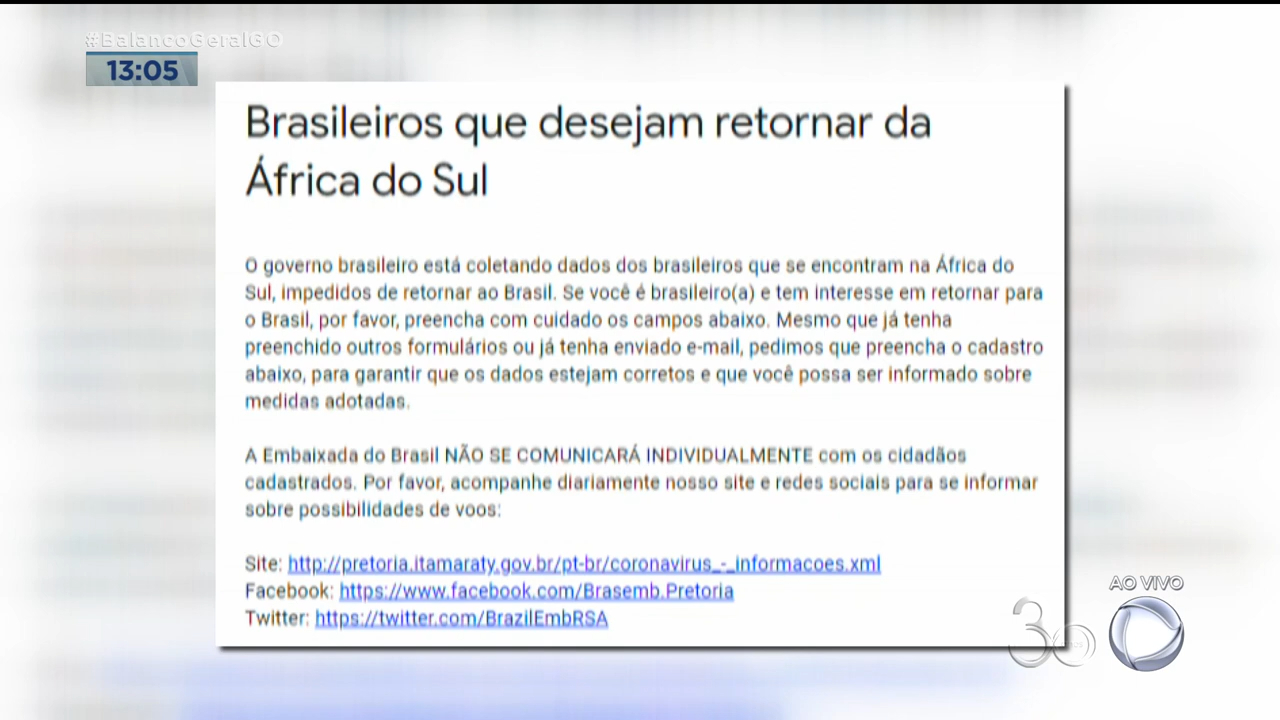 #BalancoGeralGO
13:05
Brasileiros que desejam retornar da
África do Sul
O governo brasileiro está coletando dados dos brasileiros que se encontram na África do
Sul, impedidos de retornar ao Brasil. Se você é brasileiro(a) e tem interesse em retornar para
o Brasil, por favor, preencha com cuidado os campos abaixo. Mesmo que já tenha
preenchido outros formulários ou já tenha enviado e-mail, pedimos que preencha o cadastro
abaixo, para garantir que os dados estejam corretos e que você possa ser informado sobre
medidas adotadas.
A Embaixada do Brasil NÃO SE COMUNICARÁ INDIVIDUALMENTE com os cidadãos
cadastrados. Por favor, acompanhe diariamente nosso site e redes sociais para se informar
sobre possibilidades de voos:
Site: http://pretoria.itamaraty.gov.br/pt-br/coronavirus_-_informacoes.xml
Facebook: https://www.facebook.com/Brasemb.Pretoria
Twitter: https://twitter.com/BrazilEmbRSA
AO VIVO
30